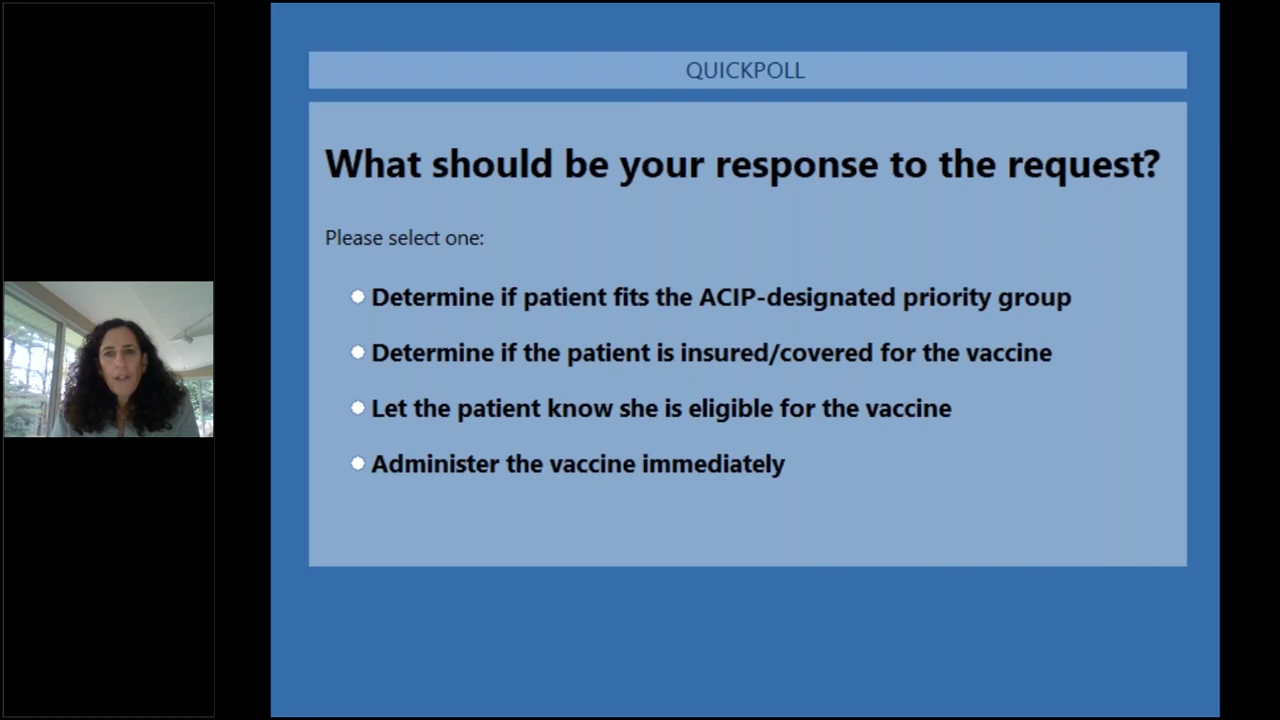 QUICKPOLL
What should be your response to the request?
Please select one:
Determine if patient fits the ACIP-designated priority group
Determine if the patient is insured/covered for the vaccine
Let the patient know she is eligible for the vaccine
Administer the vaccine immediately